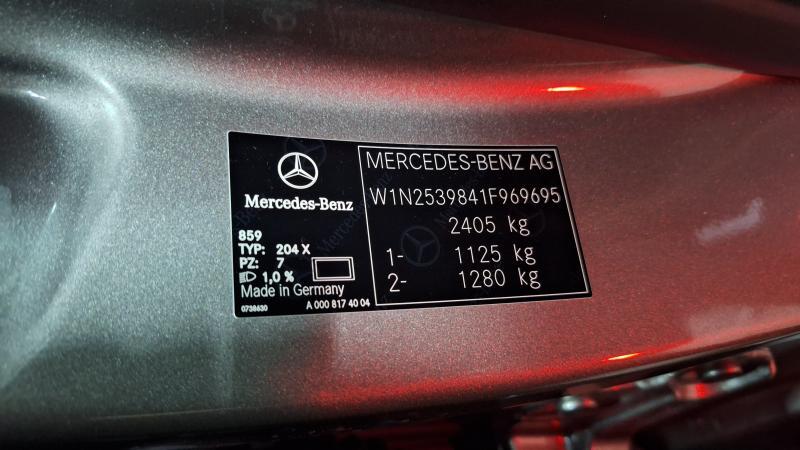 Mercedes-Benz
859
TYP: 204 X
PZ: 7
1,0 %
Made in Germany
0738630
A 000 817 40 04
MERCEDES-BENZ AG
W1N2539841F969695
2405 kg
1- 1125 kg
2- 1280 kg